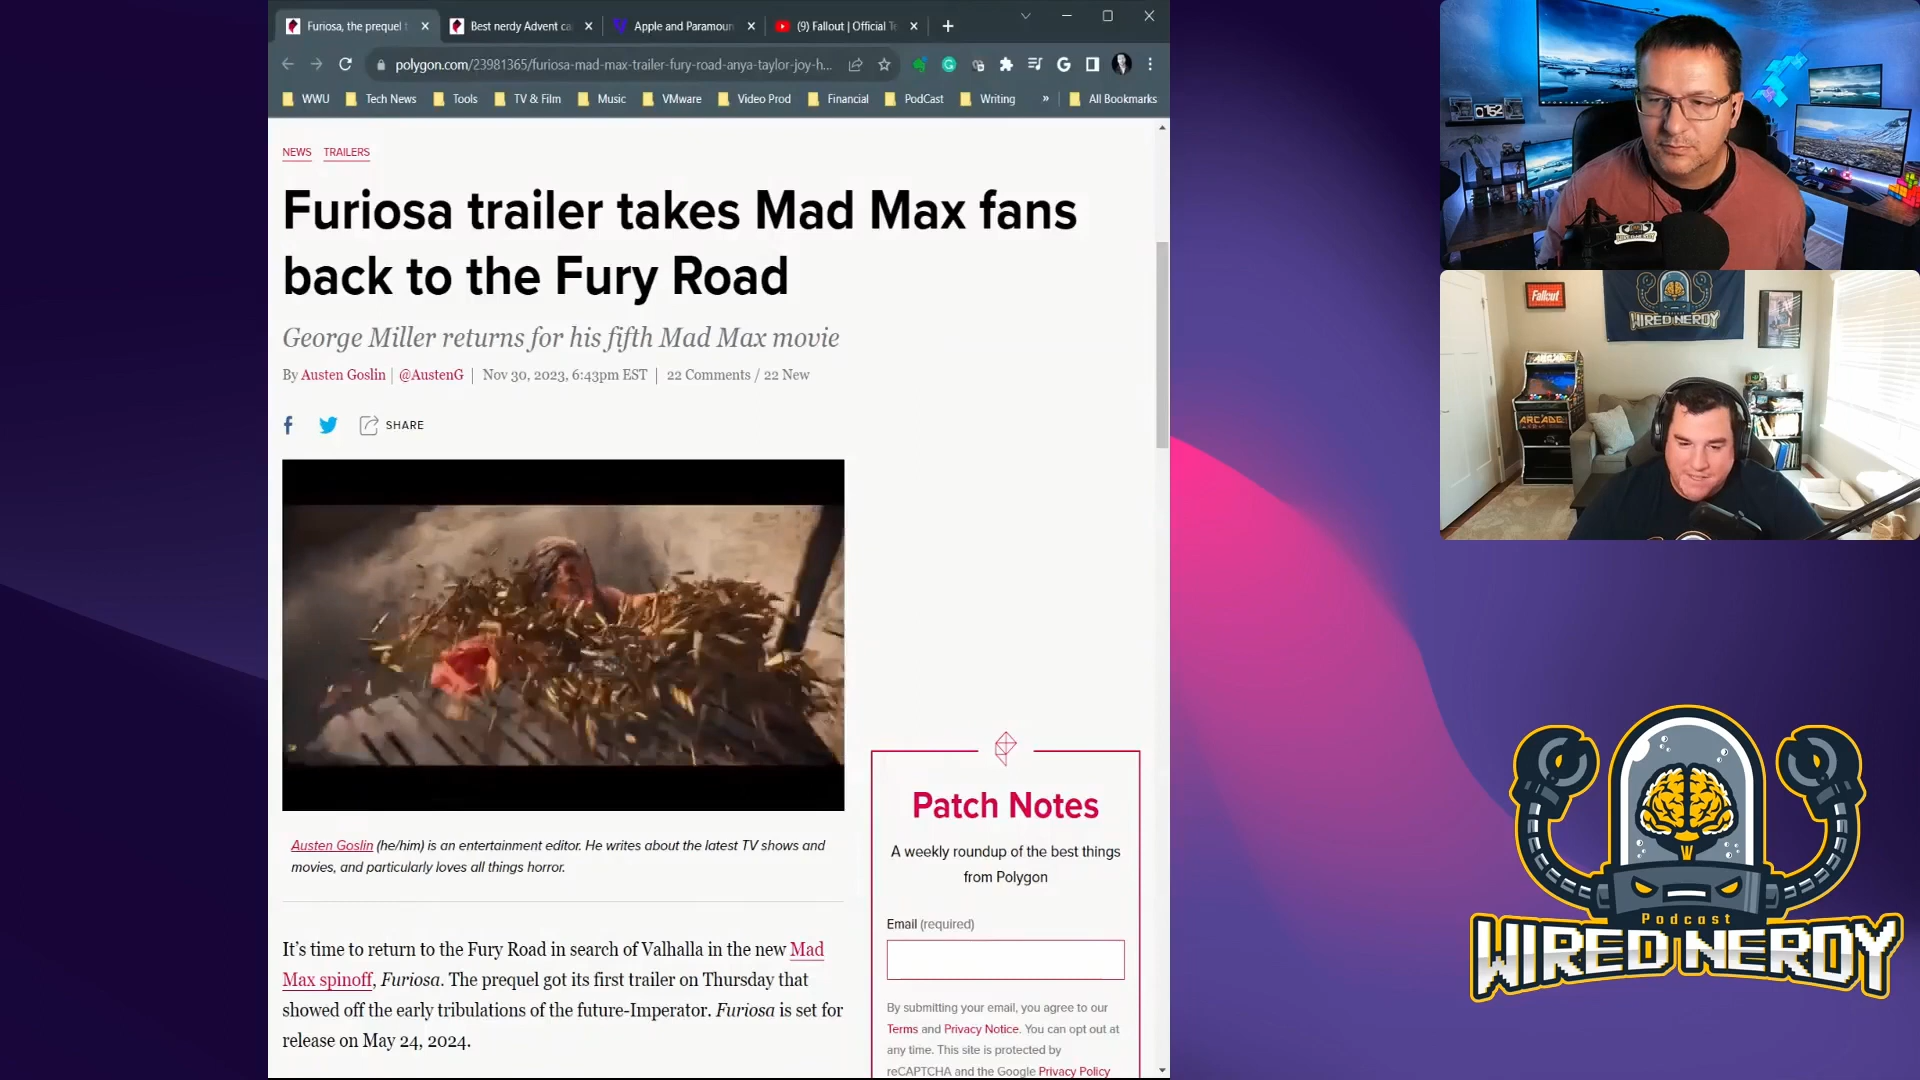 Furiosa, the prequel t
Best nerdy Advent ca
Apple and Paramoun
(9) Fallout | Official Te
polygon.com/23981365/furiosa-mad-max-trailer-fury-road-anya-taylor-joy-h...
WWU
Tech News
Tools
TV & Film
Music
VMware
Video Prod
Financial
PodCast
Writing
»
All Bookmarks
NEWS TRAILERS
Furiosa trailer takes Mad Max fans
back to the Fury Road
George Miller returns for his fifth Mad Max movie
By Austen Goslin | @AustenG | Nov 30, 2023, 6:43pm EST | 22 Comments / 22 New
SHARE
Austen Goslin (he/him) is an entertainment editor. He writes about the latest TV shows and
movies, and particularly loves all things horror.
It’s time to return to the Fury Road in search of Valhalla in the new Mad
Max spinoff, Furiosa. The prequel got its first trailer on Thursday that
showed off the early tribulations of the future-Imperator. Furiosa is set for
release on May 24, 2024.
Patch Notes
A weekly roundup of the best things
from Polygon
Email (required)
By submitting your email, you agree to our
Terms and Privacy Notice. You can opt out at
any time. This site is protected by
reCAPTCHA and the Google Privacy Policy
WIRED NERDY
Fallout
WIRED NERDY
ARCADE
Podcast
WIRED NERDY